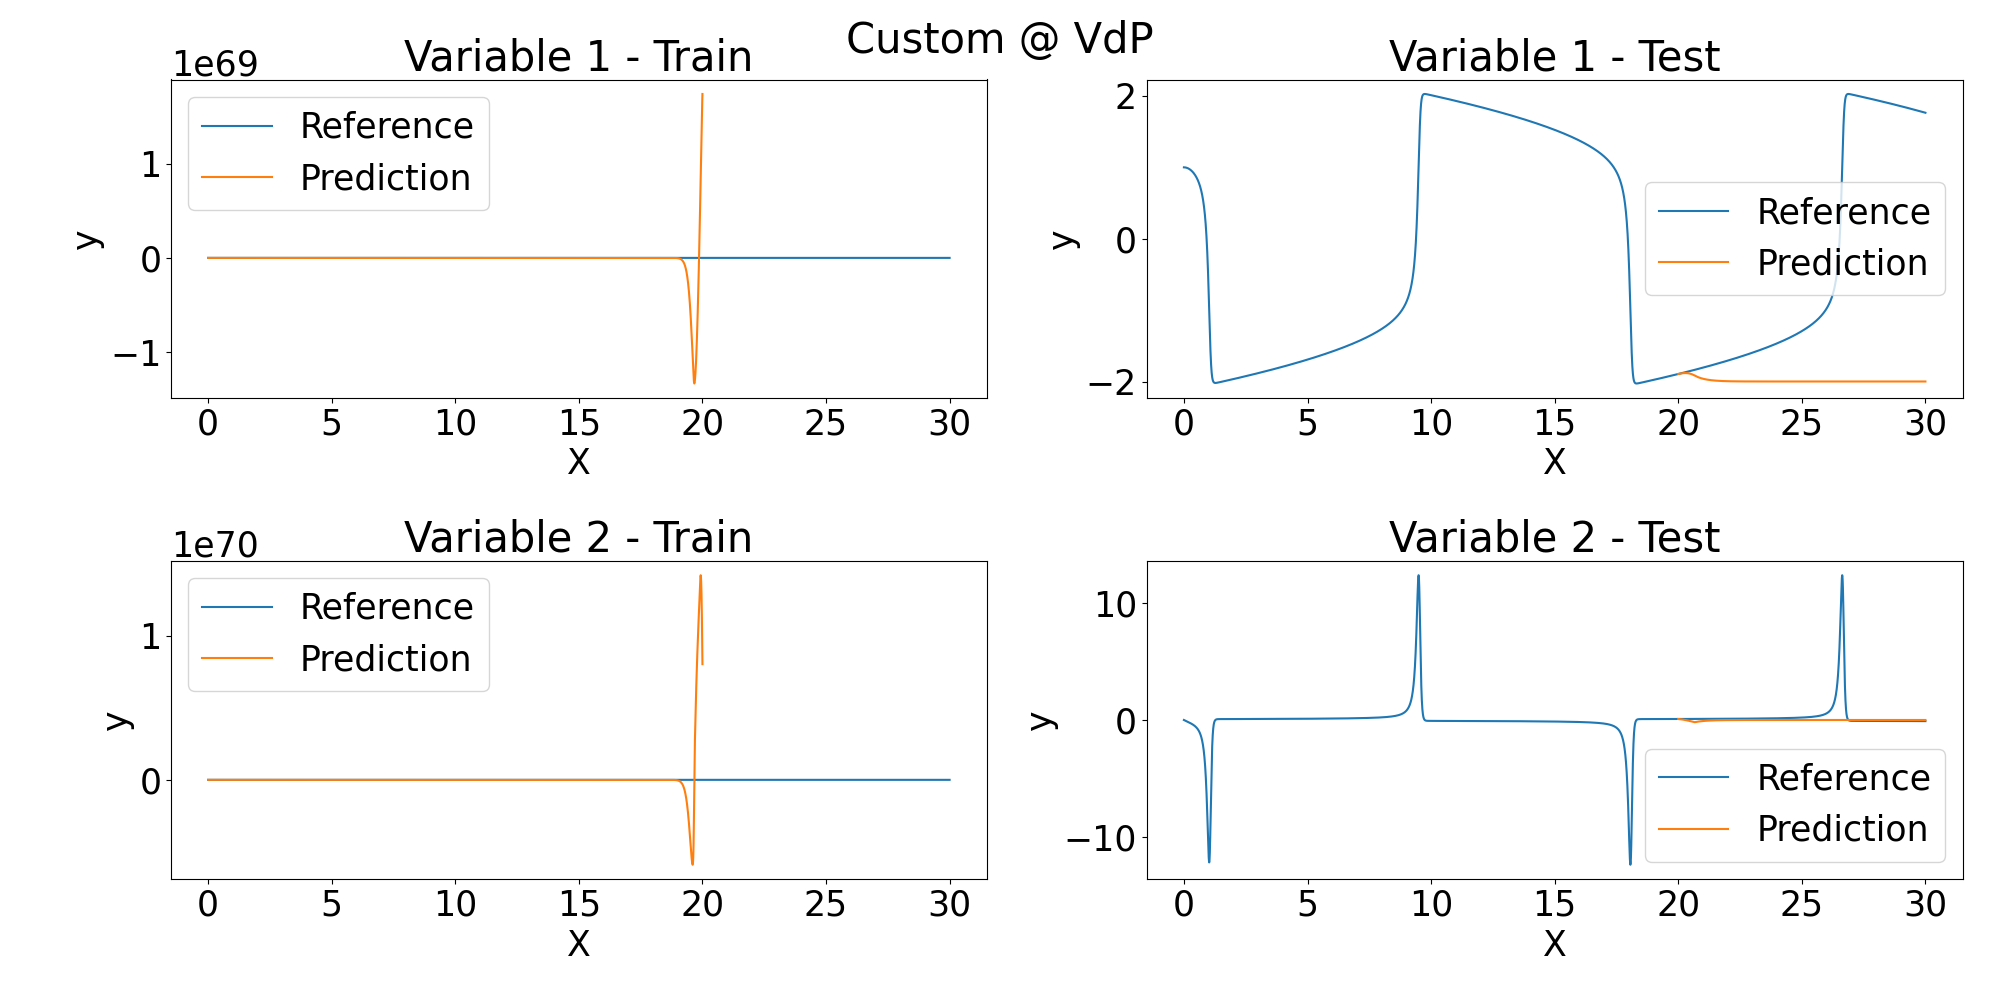 Custom @ VdP
Variable 1 - Train
1e69
Reference
Prediction
1
0
−1
y
0 5 10 15 20 25 30
X
Variable 1 - Test
2
0
−2
y
Reference
Prediction
0 5 10 15 20 25 30
X
Variable 2 - Train
1e70
Reference
Prediction
1
0
y
0 5 10 15 20 25 30
X
Variable 2 - Test
10
0
−10
y
Reference
Prediction
0 5 10 15 20 25 30
X